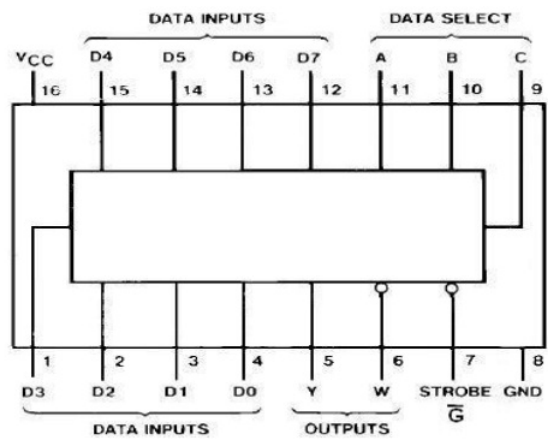 DATA INPUTS DATA SELECT
VCC D4 D5 D6 D7 A B C
16 15 14 13 12 11 10 9
1 2 3 4 5 6 7 8
D3 D2 D1 D0 Y W STROBE G̅ GND
DATA INPUTS OUTPUTS